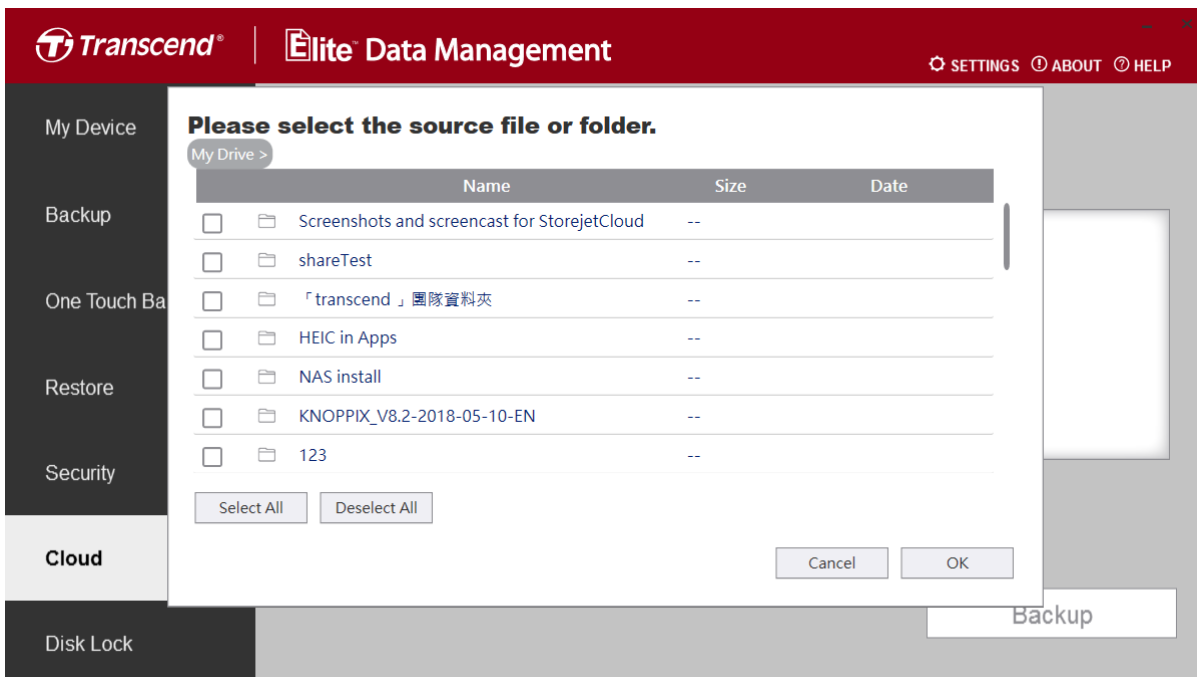 Transcend® Elite™ Data Management
SETTINGS ABOUT HELP
My Device
Backup
One Touch Ba
Restore
Security
Cloud
Disk Lock
Please select the source file or folder.
My Drive >
Name Size Date
Screenshots and screencast for StorejetCloud --
shareTest --
「transcend 」團隊資料夾 --
HEIC in Apps --
NAS install --
KNOPPIX_V8.2-2018-05-10-EN --
123 --
Select All Deselect All
Cancel OK
Backup